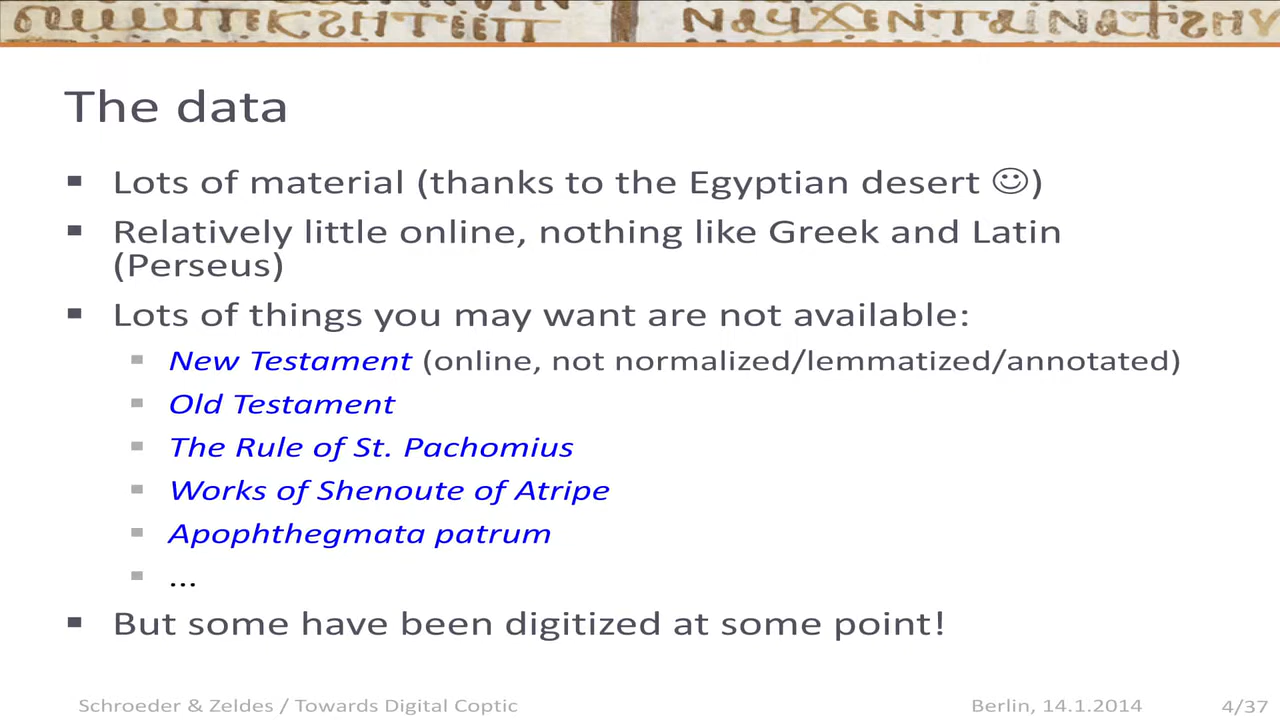 The data
Lots of material (thanks to the Egyptian desert ☺)
Relatively little online, nothing like Greek and Latin
(Perseus)
Lots of things you may want are not available:
New Testament (online, not normalized/lemmatized/annotated)
Old Testament
The Rule of St. Pachomius
Works of Shenoute of Atripe
Apophthegmata patrum
...
But some have been digitized at some point!
Schroeder & Zeldes / Towards Digital Coptic
Berlin, 14.1.2014
4/37